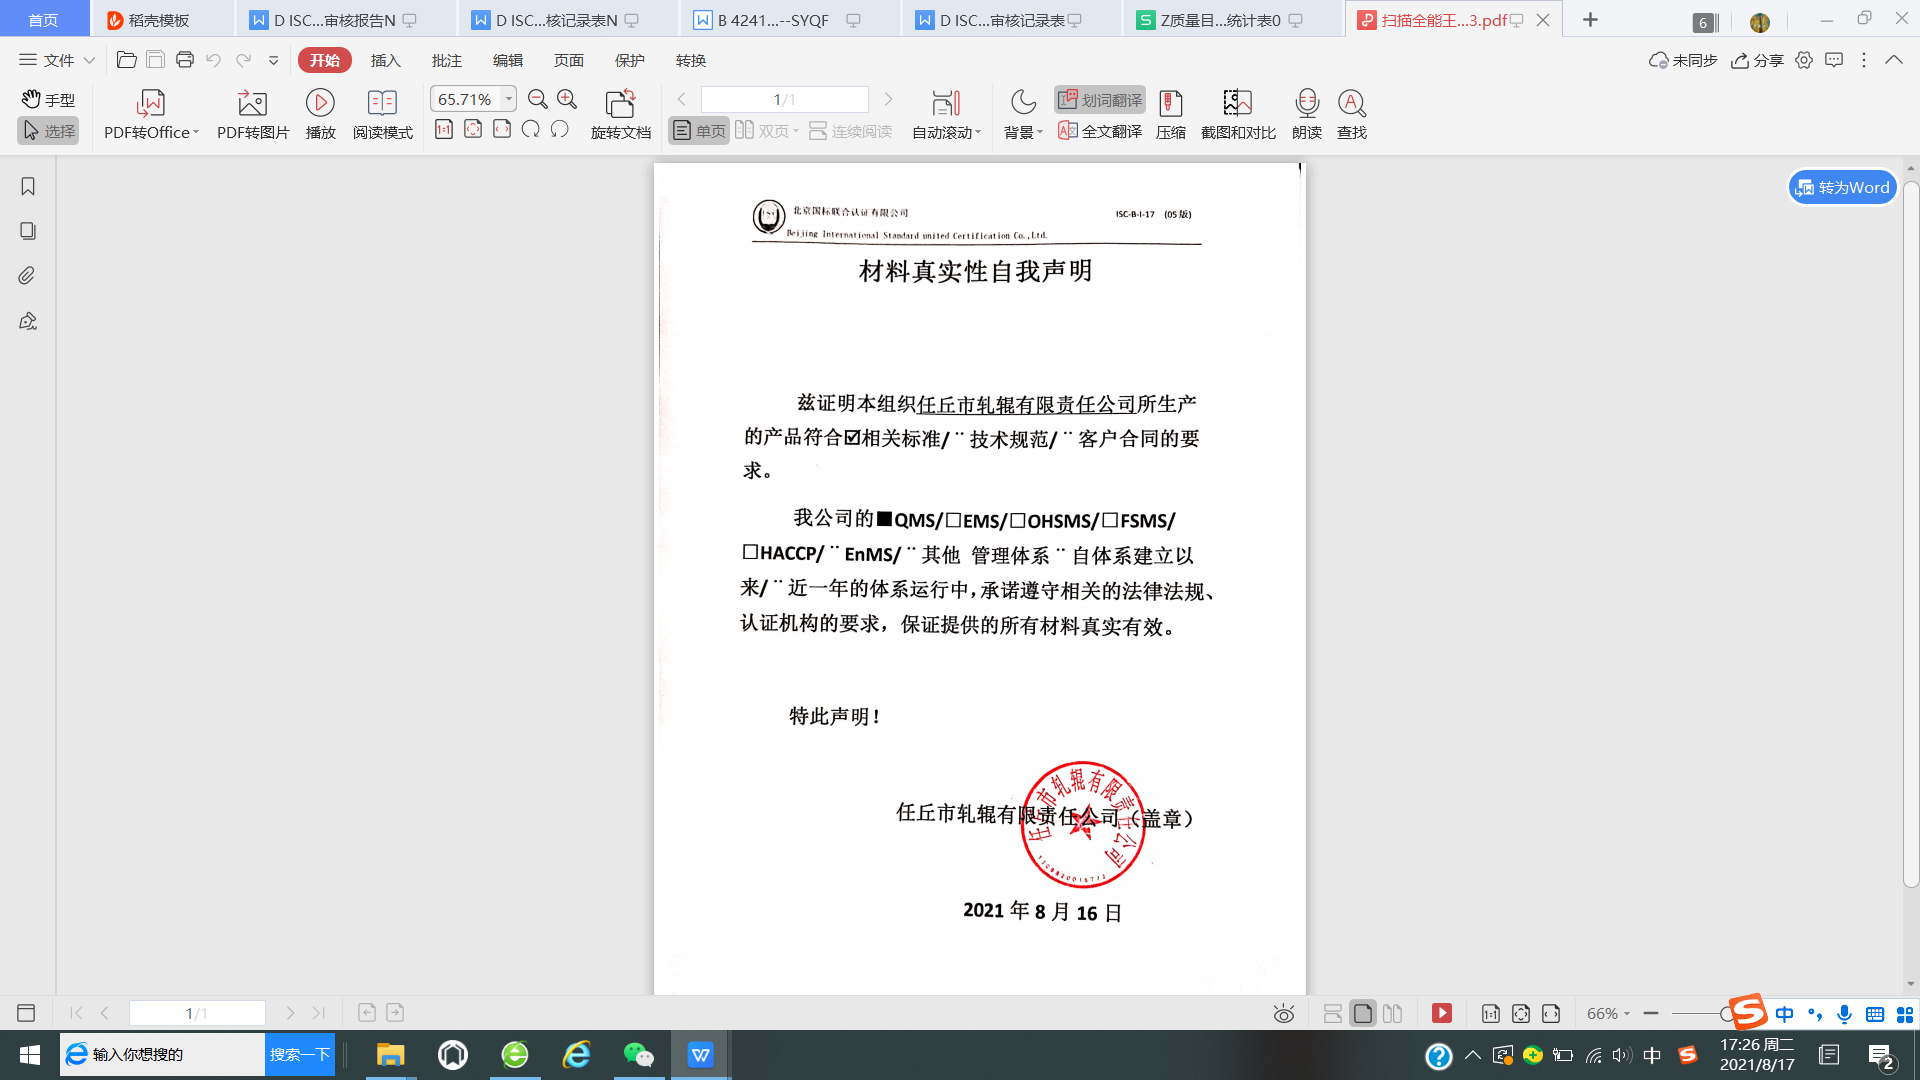 首页
稻壳模板
D ISC...审核报告N
D ISC...核记录表N
B 4241...--SYQF
D ISC...审核记录表
Z质量目...统计表0
扫描全能王...3.pdf
6
文件
开始
插入
批注
编辑
页面
保护
转换
未同步
分享
手型
选择
PDF转Office
PDF转图片
播放
阅读模式
65.71%
旋转文档
1/1
单页
双页
连续阅读
自动滚动
背景
划词翻译
全文翻译
压缩
截图和对比
朗读
查找
转为Word
北京国标联合认证有限公司
ISC-B-I-17 (05 版)
Beijing International Standard united Certification Co.,Ltd.
材料真实性自我声明
兹证明本组织任丘市轧辊有限责任公司所生产
的产品符合☑相关标准/¨技术规范/¨客户合同的要
求。
我公司的■QMS/□EMS/□OHSMS/□FSMS/
□HACCP/¨EnMS/¨其他 管理体系¨自体系建立以
来/¨近一年的体系运行中,承诺遵守相关的法律法规、
认证机构的要求，保证提供的所有材料真实有效。
特此声明！
任丘市轧辊有限责任公司（盖章）
任丘市轧辊有限责任公司
2021 年 8 月 16 日
1/1
66%
中
输入你想搜的
搜索一下
中
17:26 周二
2021/8/17
2